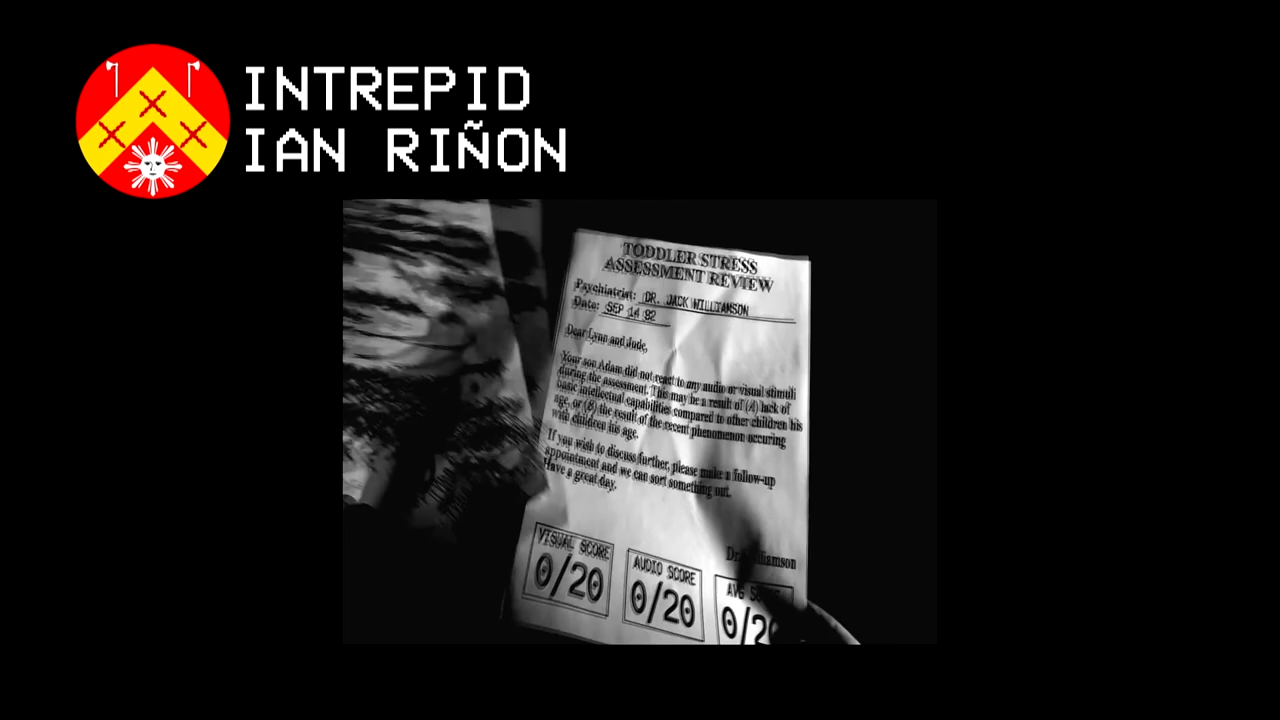 INTREPID
IAN RIÑON
TODDLER STRESS
ASSESSMENT REVIEW
Psychiatrist: DR. JACK WILLIAMSON
Date: SEP 14 92
Dear Lynn and Jude,
Your son Adam did not react to any audio or visual stimuli
during the assessment. This may be a result of (A) lack of
basic intellectual capabilities compared to other children his
age, or (B) the result of the recent phenomenon occuring
with children his age.
If you wish to discuss further, please make a follow-up
appointment and we can sort something out.
Have a great day.
VISUAL SCORE
0/20
AUDIO SCORE
0/20
AVG